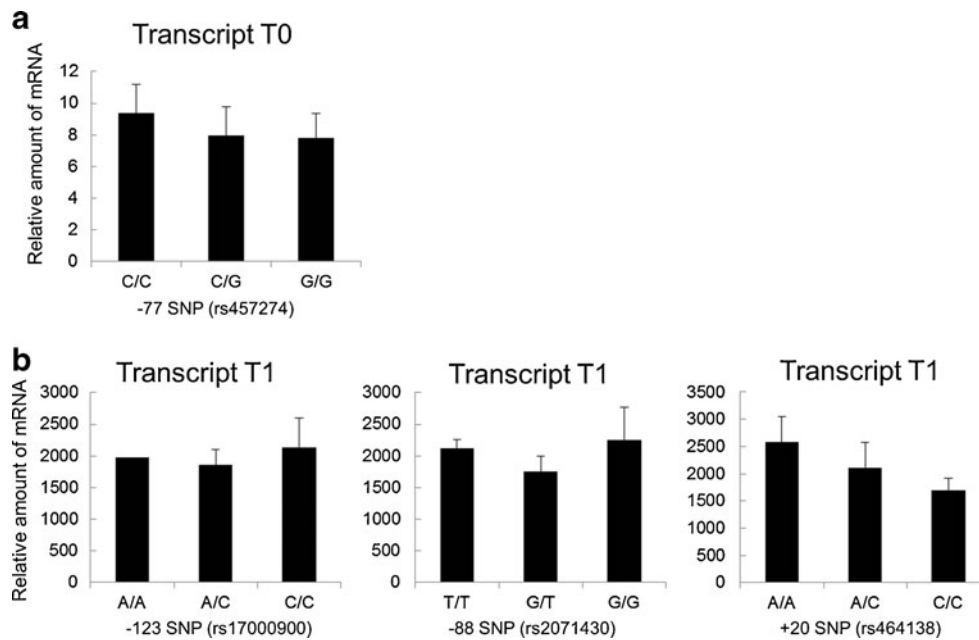 a
Transcript T0
Relative amount of mRNA
12
10
8
6
4
2
0
C/C C/G G/G
-77 SNP (rs457274)
b
Transcript T1
Relative amount of mRNA
3000
2500
2000
1500
1000
500
0
A/A A/C C/C
-123 SNP (rs17000900)
Transcript T1
3000
2500
2000
1500
1000
500
0
T/T G/T G/G
-88 SNP (rs2071430)
Transcript T1
3500
3000
2500
2000
1500
1000
500
0
A/A A/C C/C
+20 SNP (rs464138)